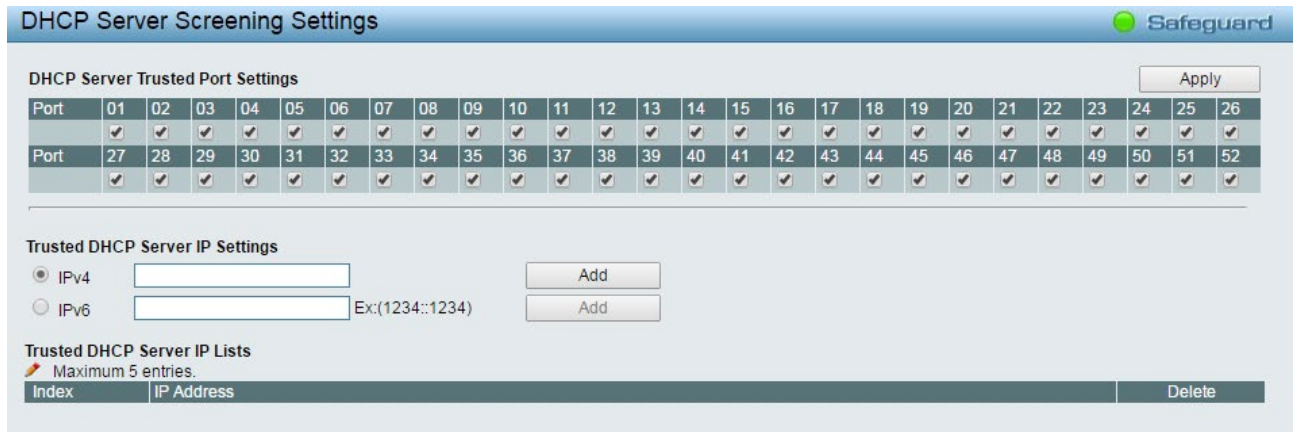 DHCP Server Screening Settings
Safeguard
DHCP Server Trusted Port Settings
Apply
Port 01 02 03 04 05 06 07 08 09 10 11 12 13 14 15 16 17 18 19 20 21 22 23 24 25 26
Port 27 28 29 30 31 32 33 34 35 36 37 38 39 40 41 42 43 44 45 46 47 48 49 50 51 52
Trusted DHCP Server IP Settings
IPv4 Add
IPv6 Ex:(1234::1234) Add
Trusted DHCP Server IP Lists
Maximum 5 entries.
Index IP Address Delete